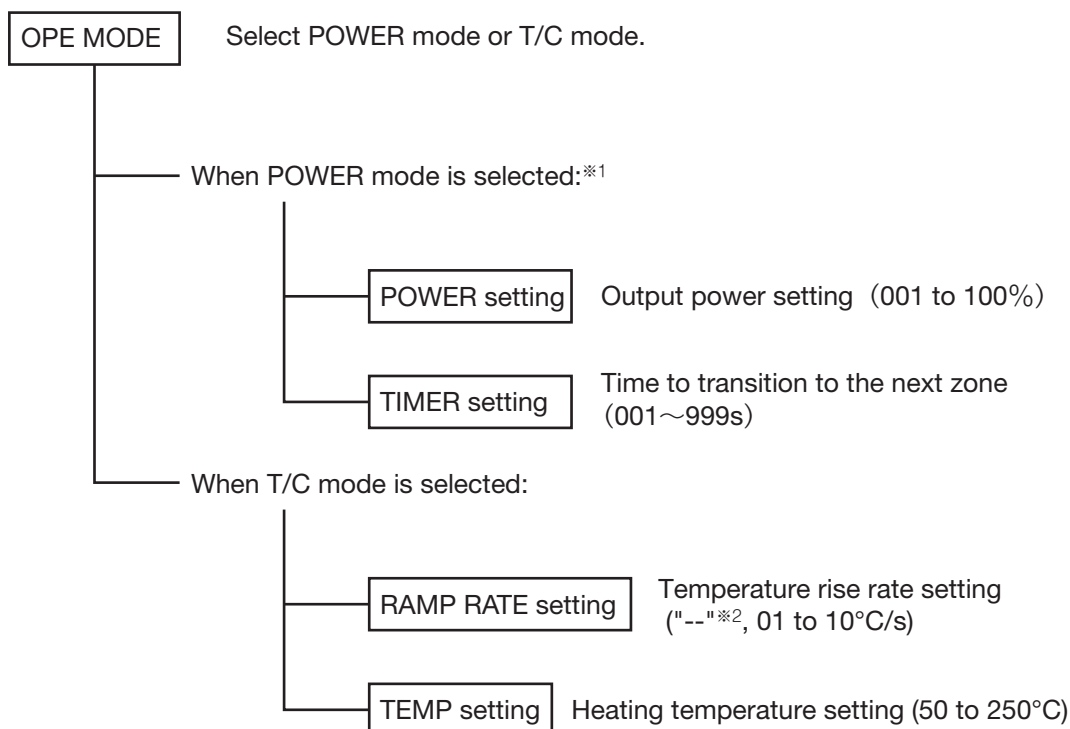 OPE MODE Select POWER mode or T/C mode.
When POWER mode is selected:※1
POWER setting Output power setting（001 to 100％）
TIMER setting Time to transition to the next zone
（001～999s）
When T/C mode is selected:
RAMP RATE setting Temperature rise rate setting
("--"※2, 01 to 10°C/s)
TEMP setting Heating temperature setting (50 to 250°C)